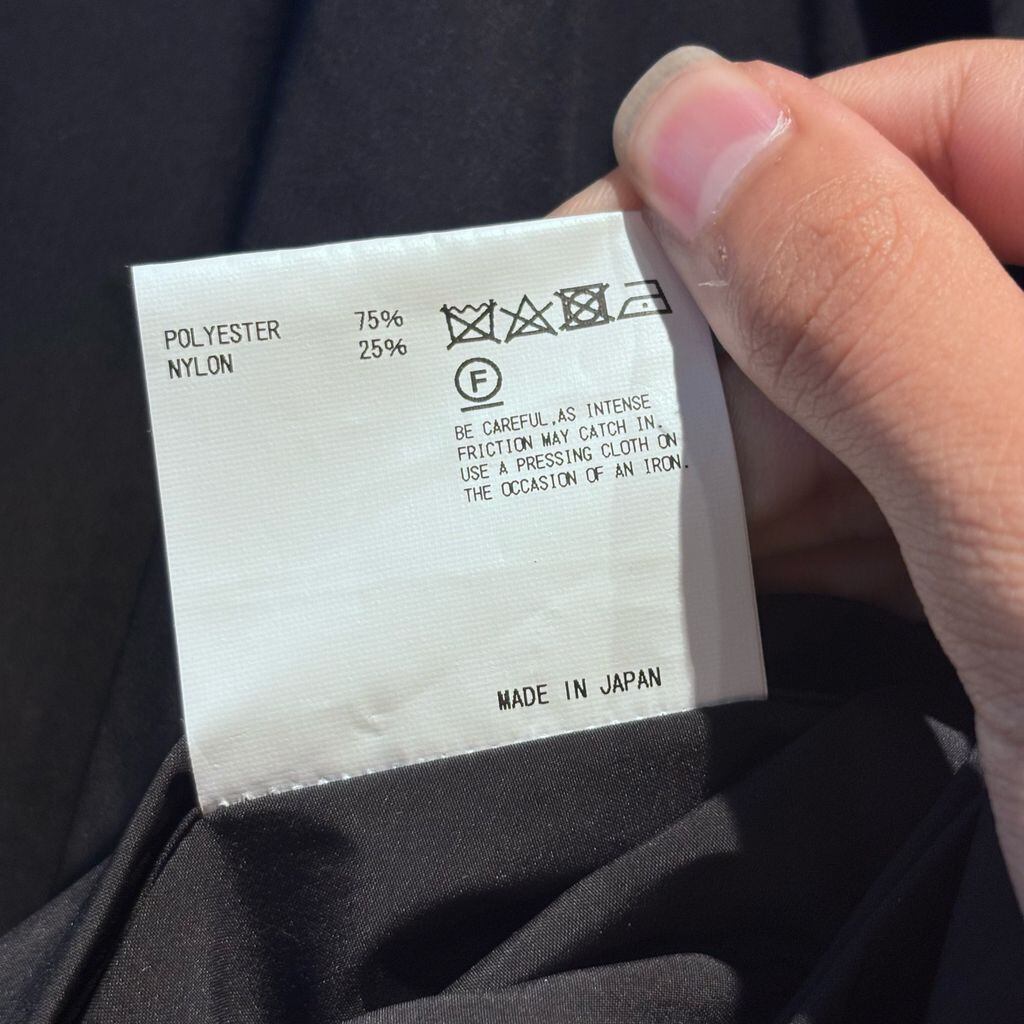 POLYESTER 75%
NYLON 25%
F
BE CAREFUL,AS INTENSE
FRICTION MAY CATCH IN.
USE A PRESSING CLOTH ON
THE OCCASION OF AN IRON.
MADE IN JAPAN